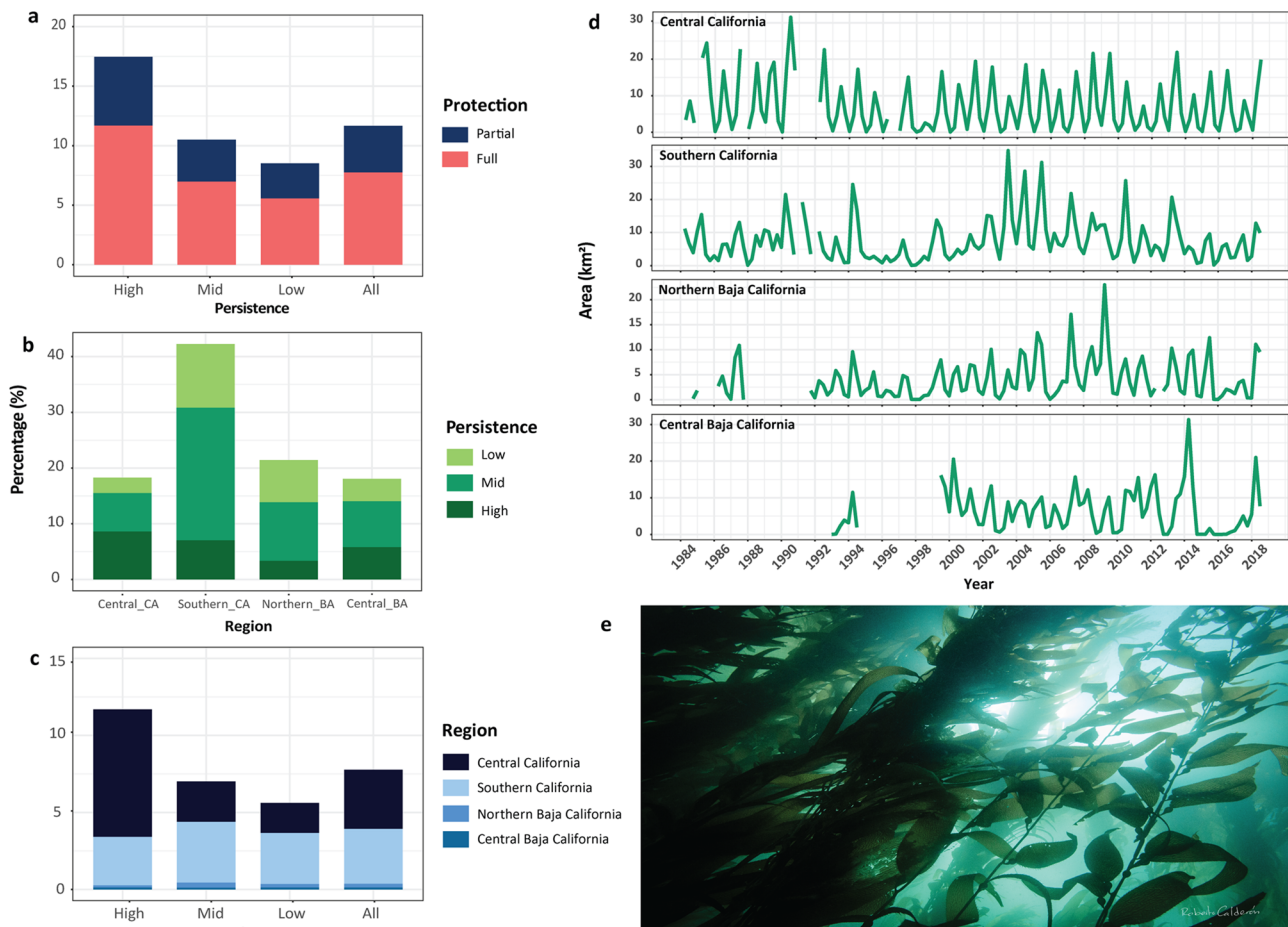 a
20
15
10
5
0
High Mid Low All
Persistence
Protection
Partial
Full
b
40
30
20
10
0
Percentage (%)
Central_CA Southern_CA Northern_BA Central_BA
Region
Persistence
Low
Mid
High
c
15
10
5
0
High Mid Low All
Region
Central California
Southern California
Northern Baja California
Central Baja California
d
Central California
30
20
10
0
Southern California
30
20
10
0
Area (km²)
Northern Baja California
20
15
10
5
0
Central Baja California
30
20
10
0
1984 1986 1988 1990 1992 1994 1996 1998 2000 2002 2004 2006 2008 2010 2012 2014 2016 2018
Year
e
Roberto Calderón